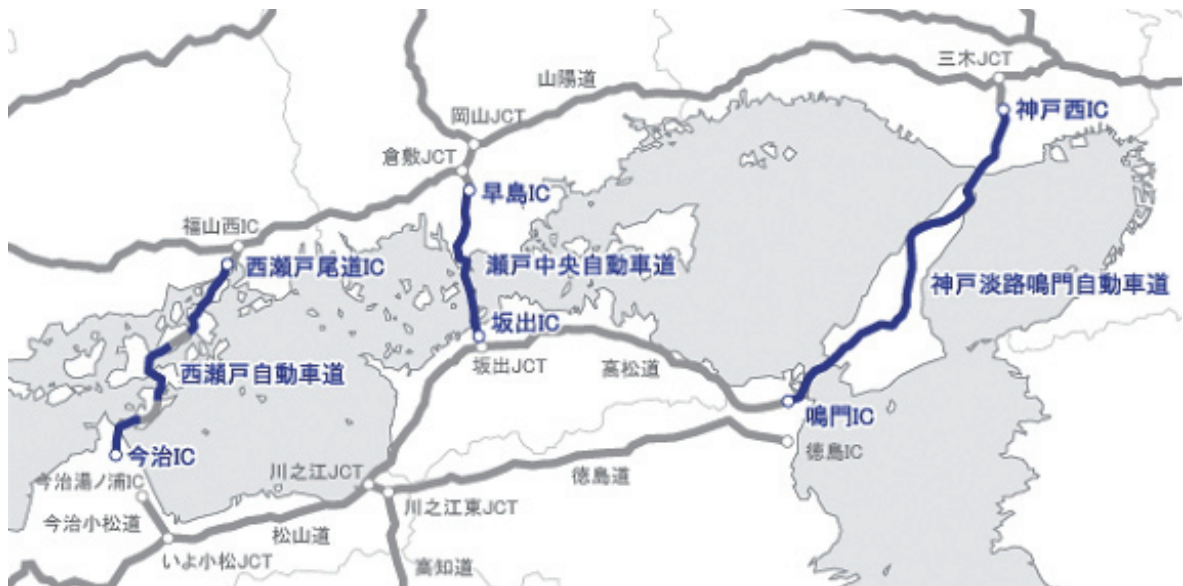 三木JCT
山陽道
神戸西IC
岡山JCT
倉敷JCT
早島IC
福山西IC
西瀬戸尾道IC
瀬戸中央自動車道
神戸淡路鳴門自動車道
坂出IC
坂出JCT
高松道
西瀬戸自動車道
鳴門IC
徳島IC
今治IC
川之江JCT
徳島道
今治湯ノ浦IC
川之江東JCT
今治小松道
松山道
いよ小松JCT
高知道